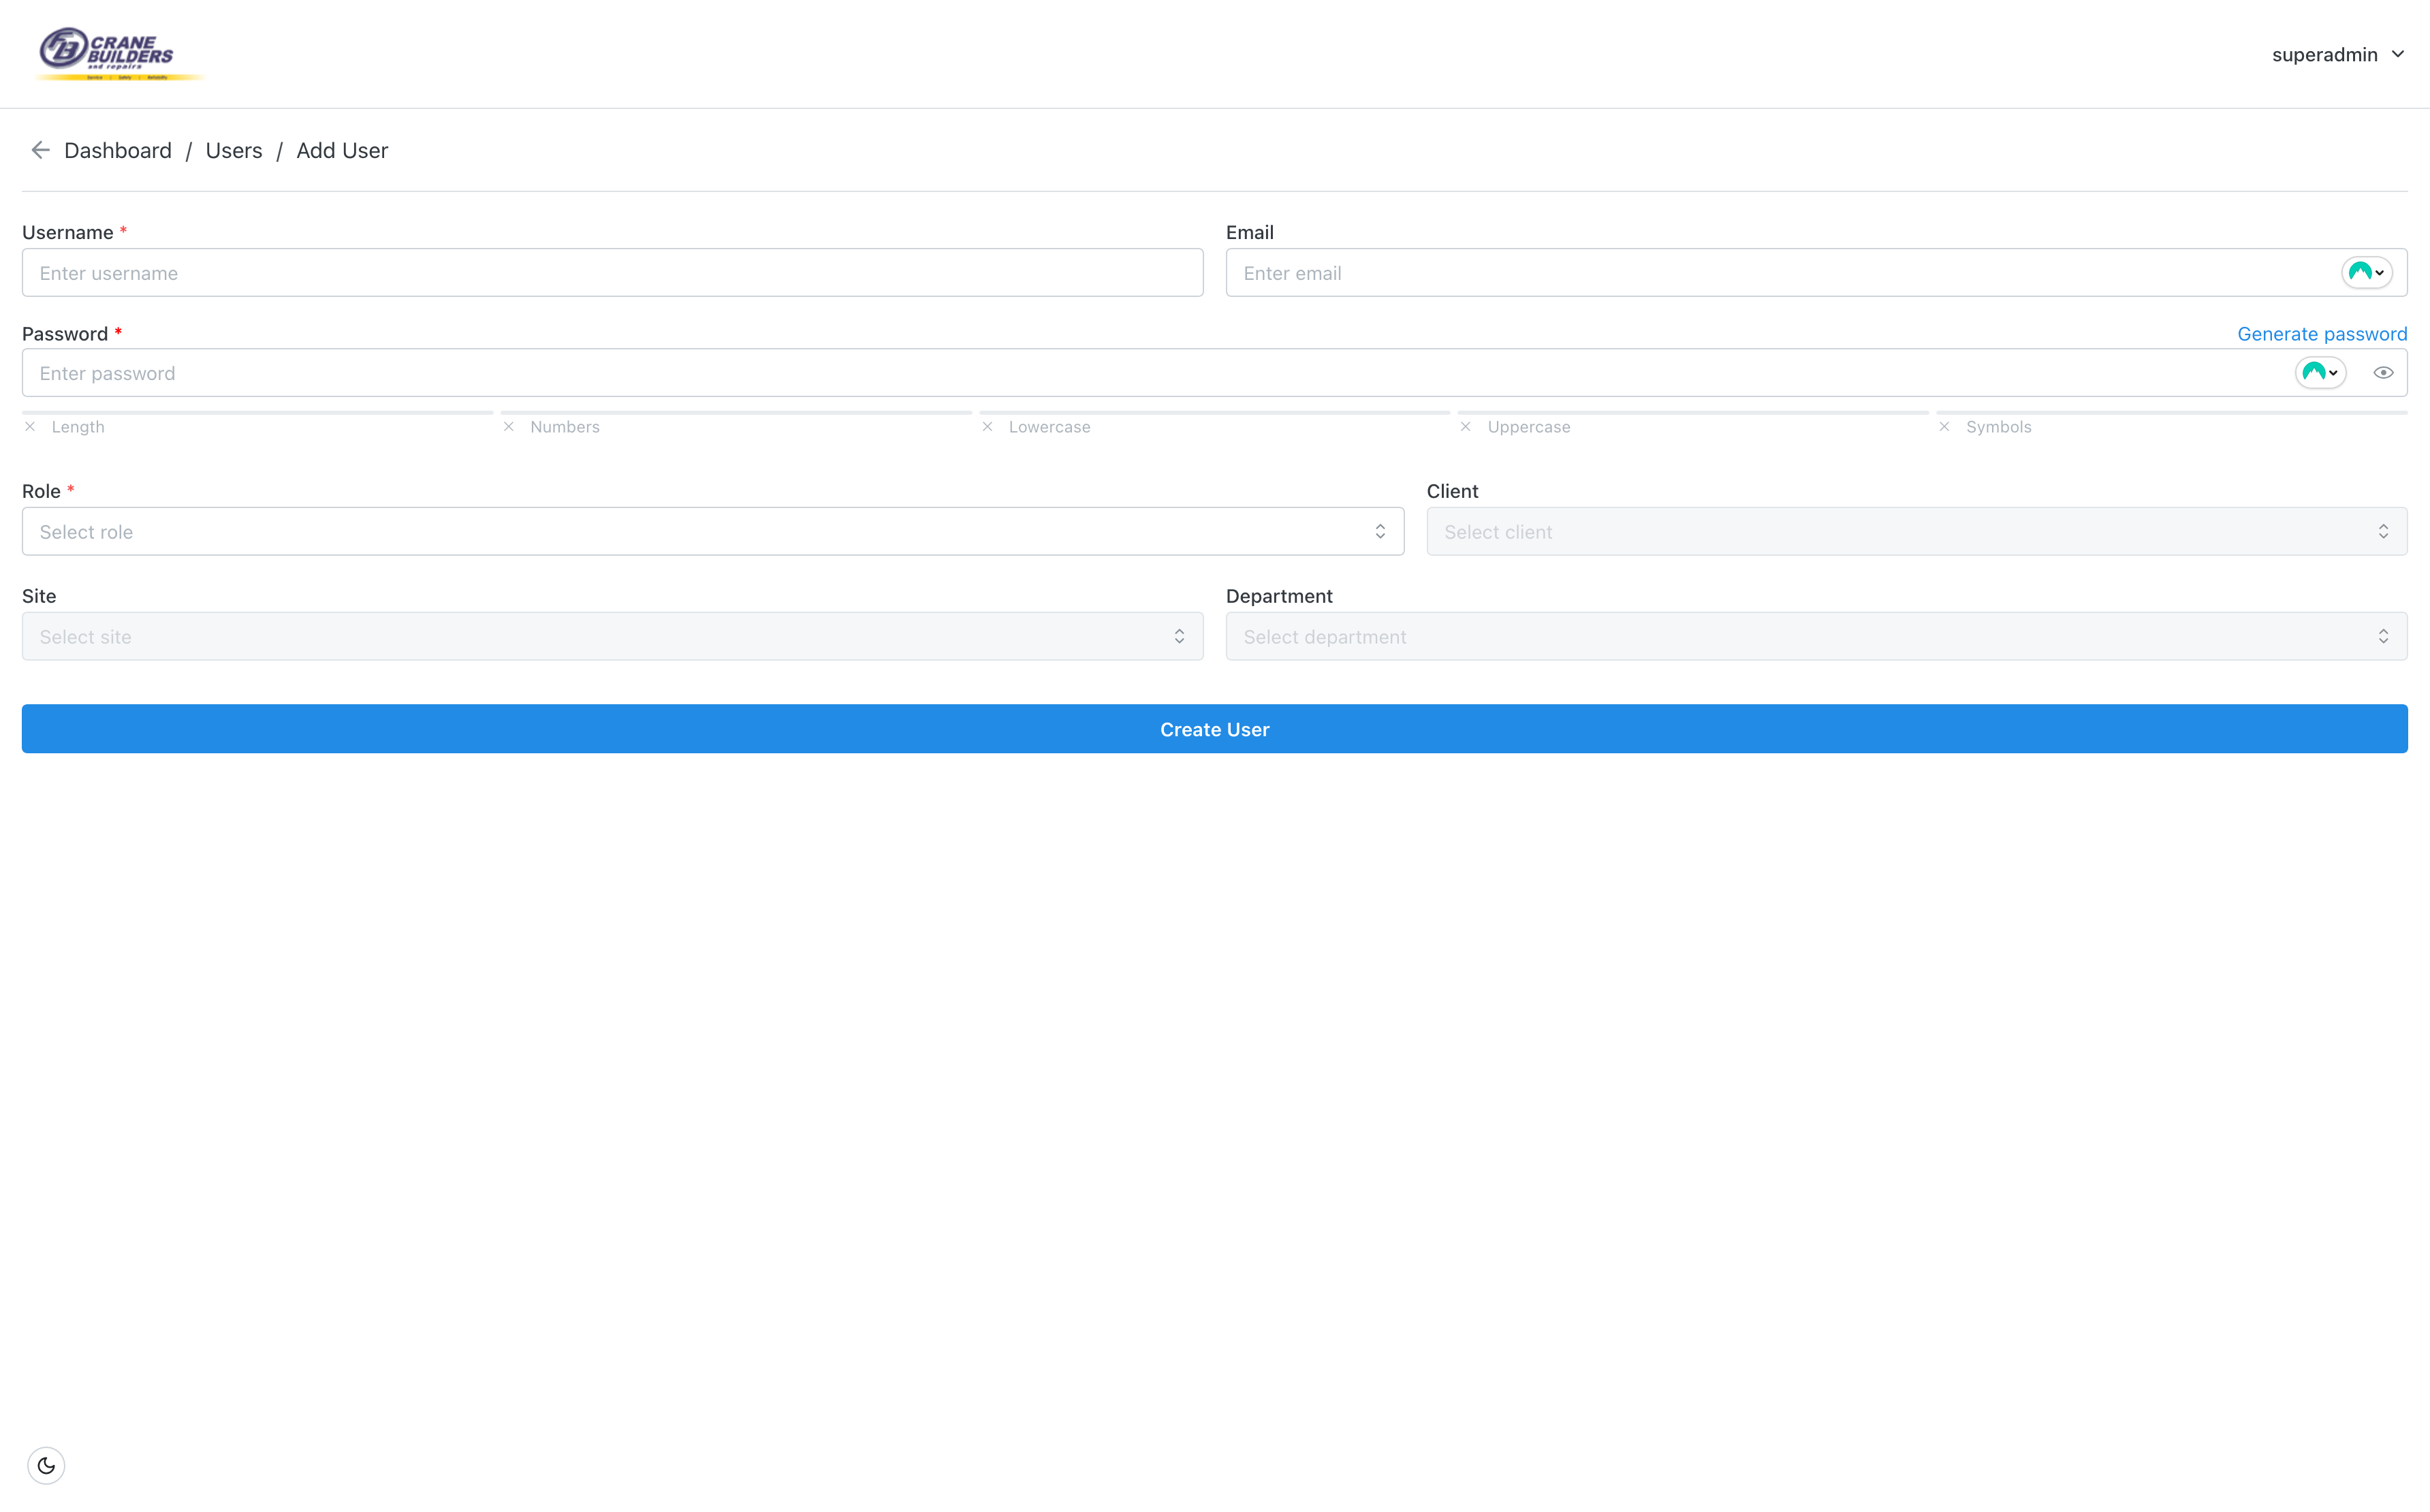 FB CRANE BUILDERS and repairs
Service | Safety | Reliability
superadmin
Dashboard / Users / Add User
Username *
Email
Enter username
Enter email
Password *
Generate password
Enter password
Length
Numbers
Lowercase
Uppercase
Symbols
Role *
Client
Select role
Select client
Site
Department
Select site
Select department
Create User